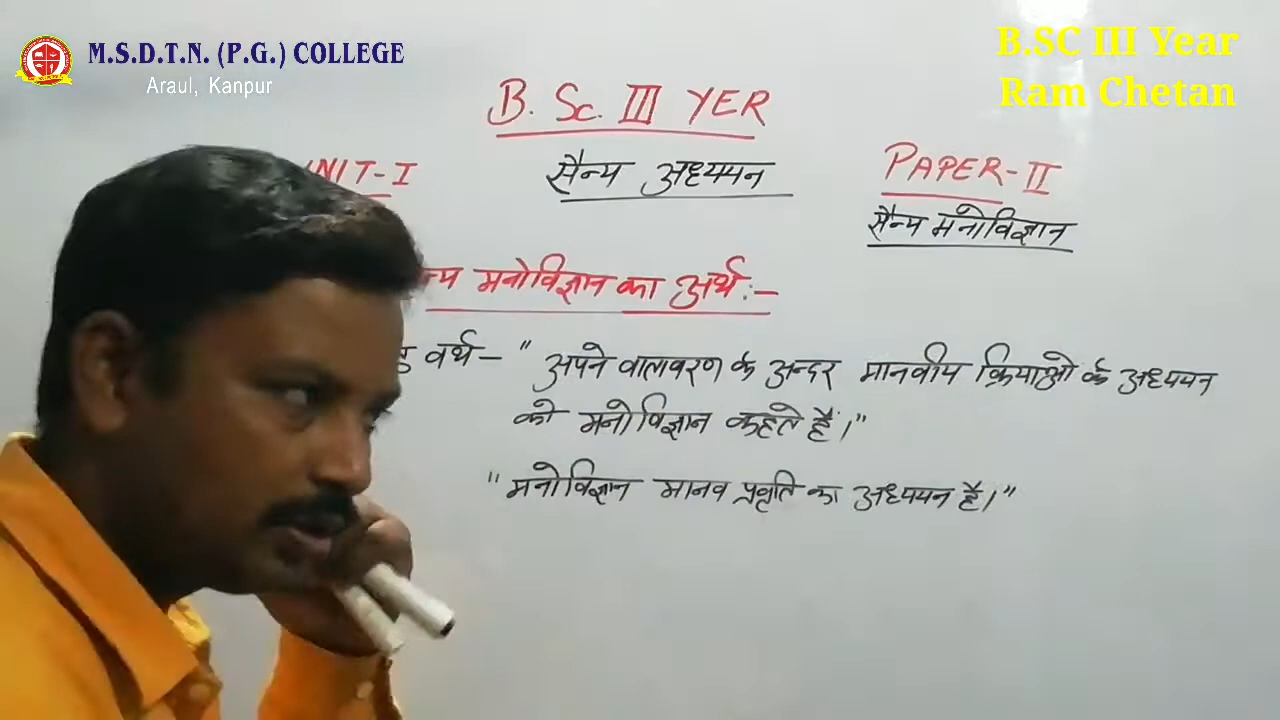 M.S.D.T.N. (P.G.) COLLEGE
Araul, Kanpur
B.SC III Year
Ram Chetan
B. Sc. III YER
UNIT-I
सैन्य अध्ययन
PAPER-II
सैन्य मनोविज्ञान
मनोविज्ञान का अर्थ:-
वर्थ- " अपने वातावरण के अन्दर मानवीय क्रियाओ के अध्ययन
को मनोविज्ञान कहते हैं।"
"मनोविज्ञान मानव प्रवृति का अध्ययन है।"